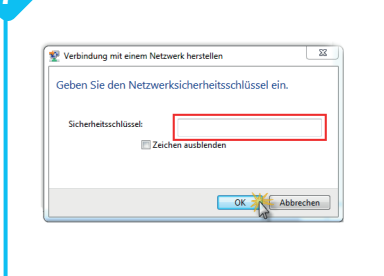 Verbindung mit einem Netzwerk herstellen
Geben Sie den Netzwerksicherheitsschlüssel ein.
Sicherheitsschlüssel:
Zeichen ausblenden
OK Abbrechen